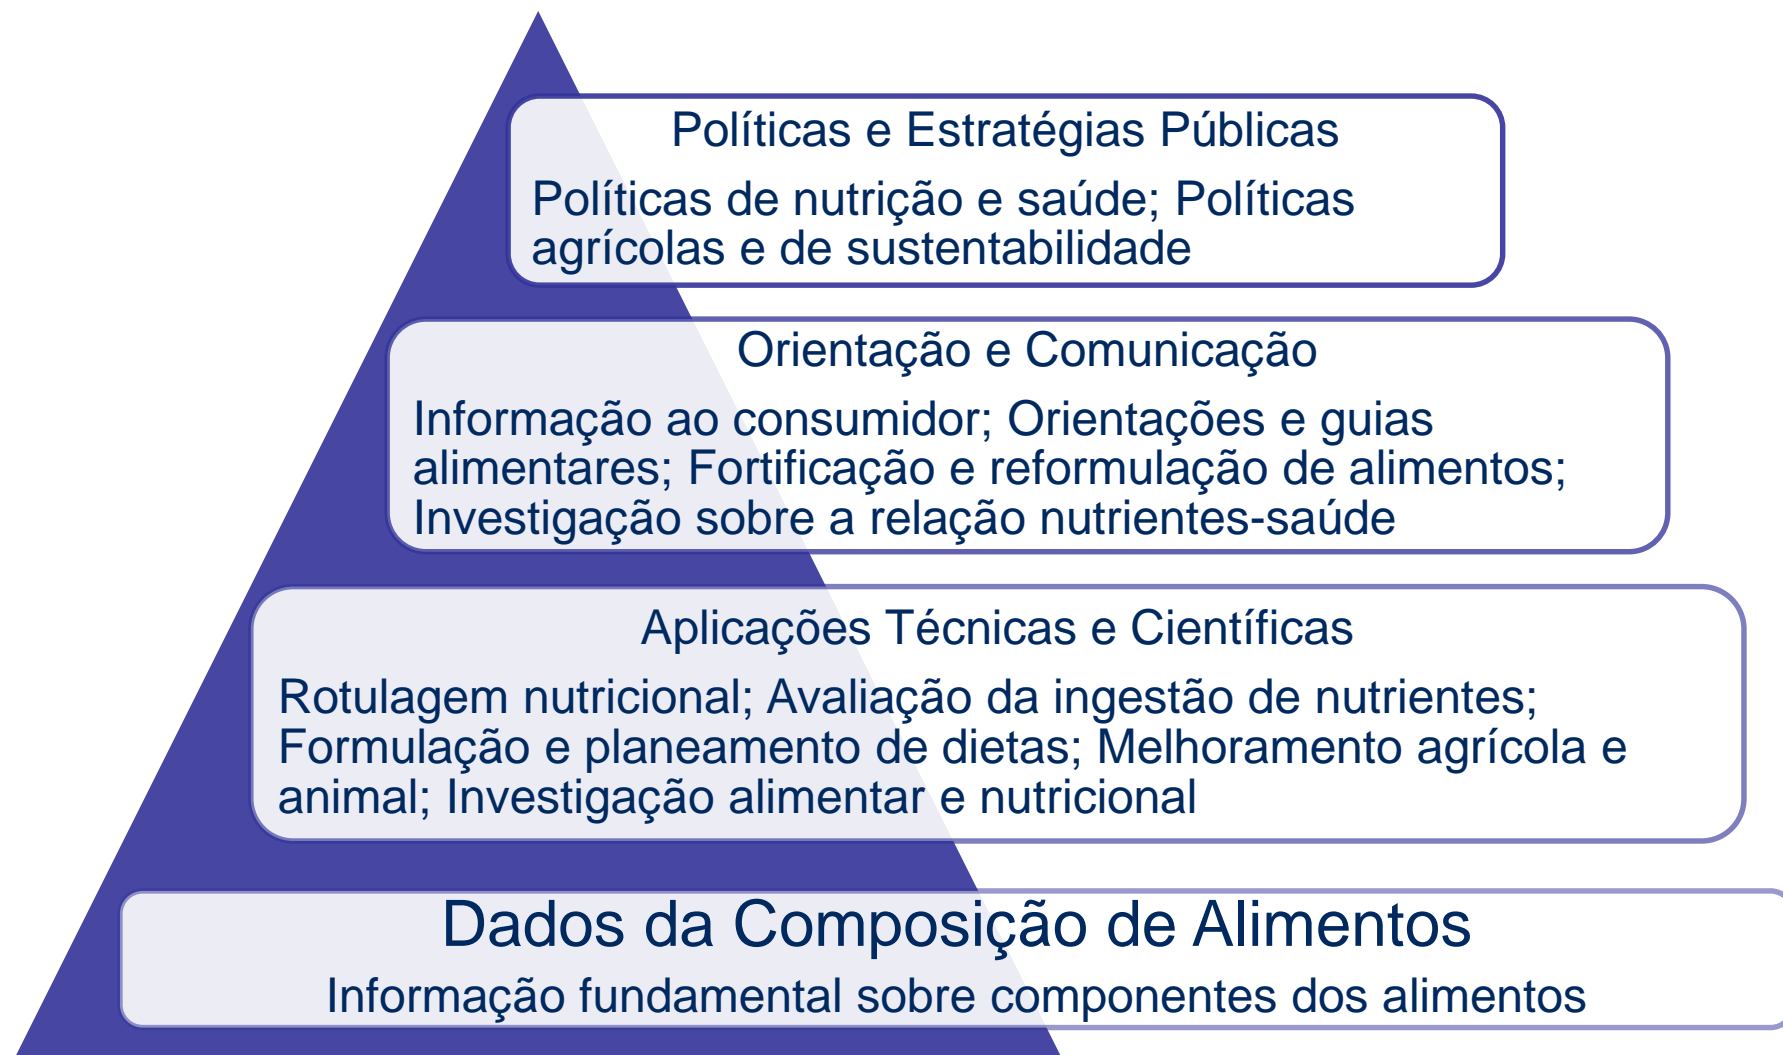 Políticas e Estratégias Públicas
Políticas de nutrição e saúde; Políticas
agrícolas e de sustentabilidade
Orientação e Comunicação
Informação ao consumidor; Orientações e guias
alimentares; Fortificação e reformulação de alimentos;
Investigação sobre a relação nutrientes-saúde
Aplicações Técnicas e Científicas
Rotulagem nutricional; Avaliação da ingestão de nutrientes;
Formulação e planeamento de dietas; Melhoramento agrícola e
animal; Investigação alimentar e nutricional
Dados da Composição de Alimentos
Informação fundamental sobre componentes dos alimentos